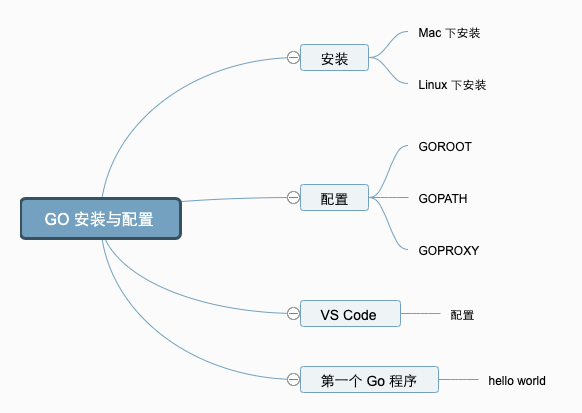 GO 安装与配置
安装
Mac 下安装
Linux 下安装
配置
GOROOT
GOPATH
GOPROXY
VS Code
配置
第一个 Go 程序
hello world